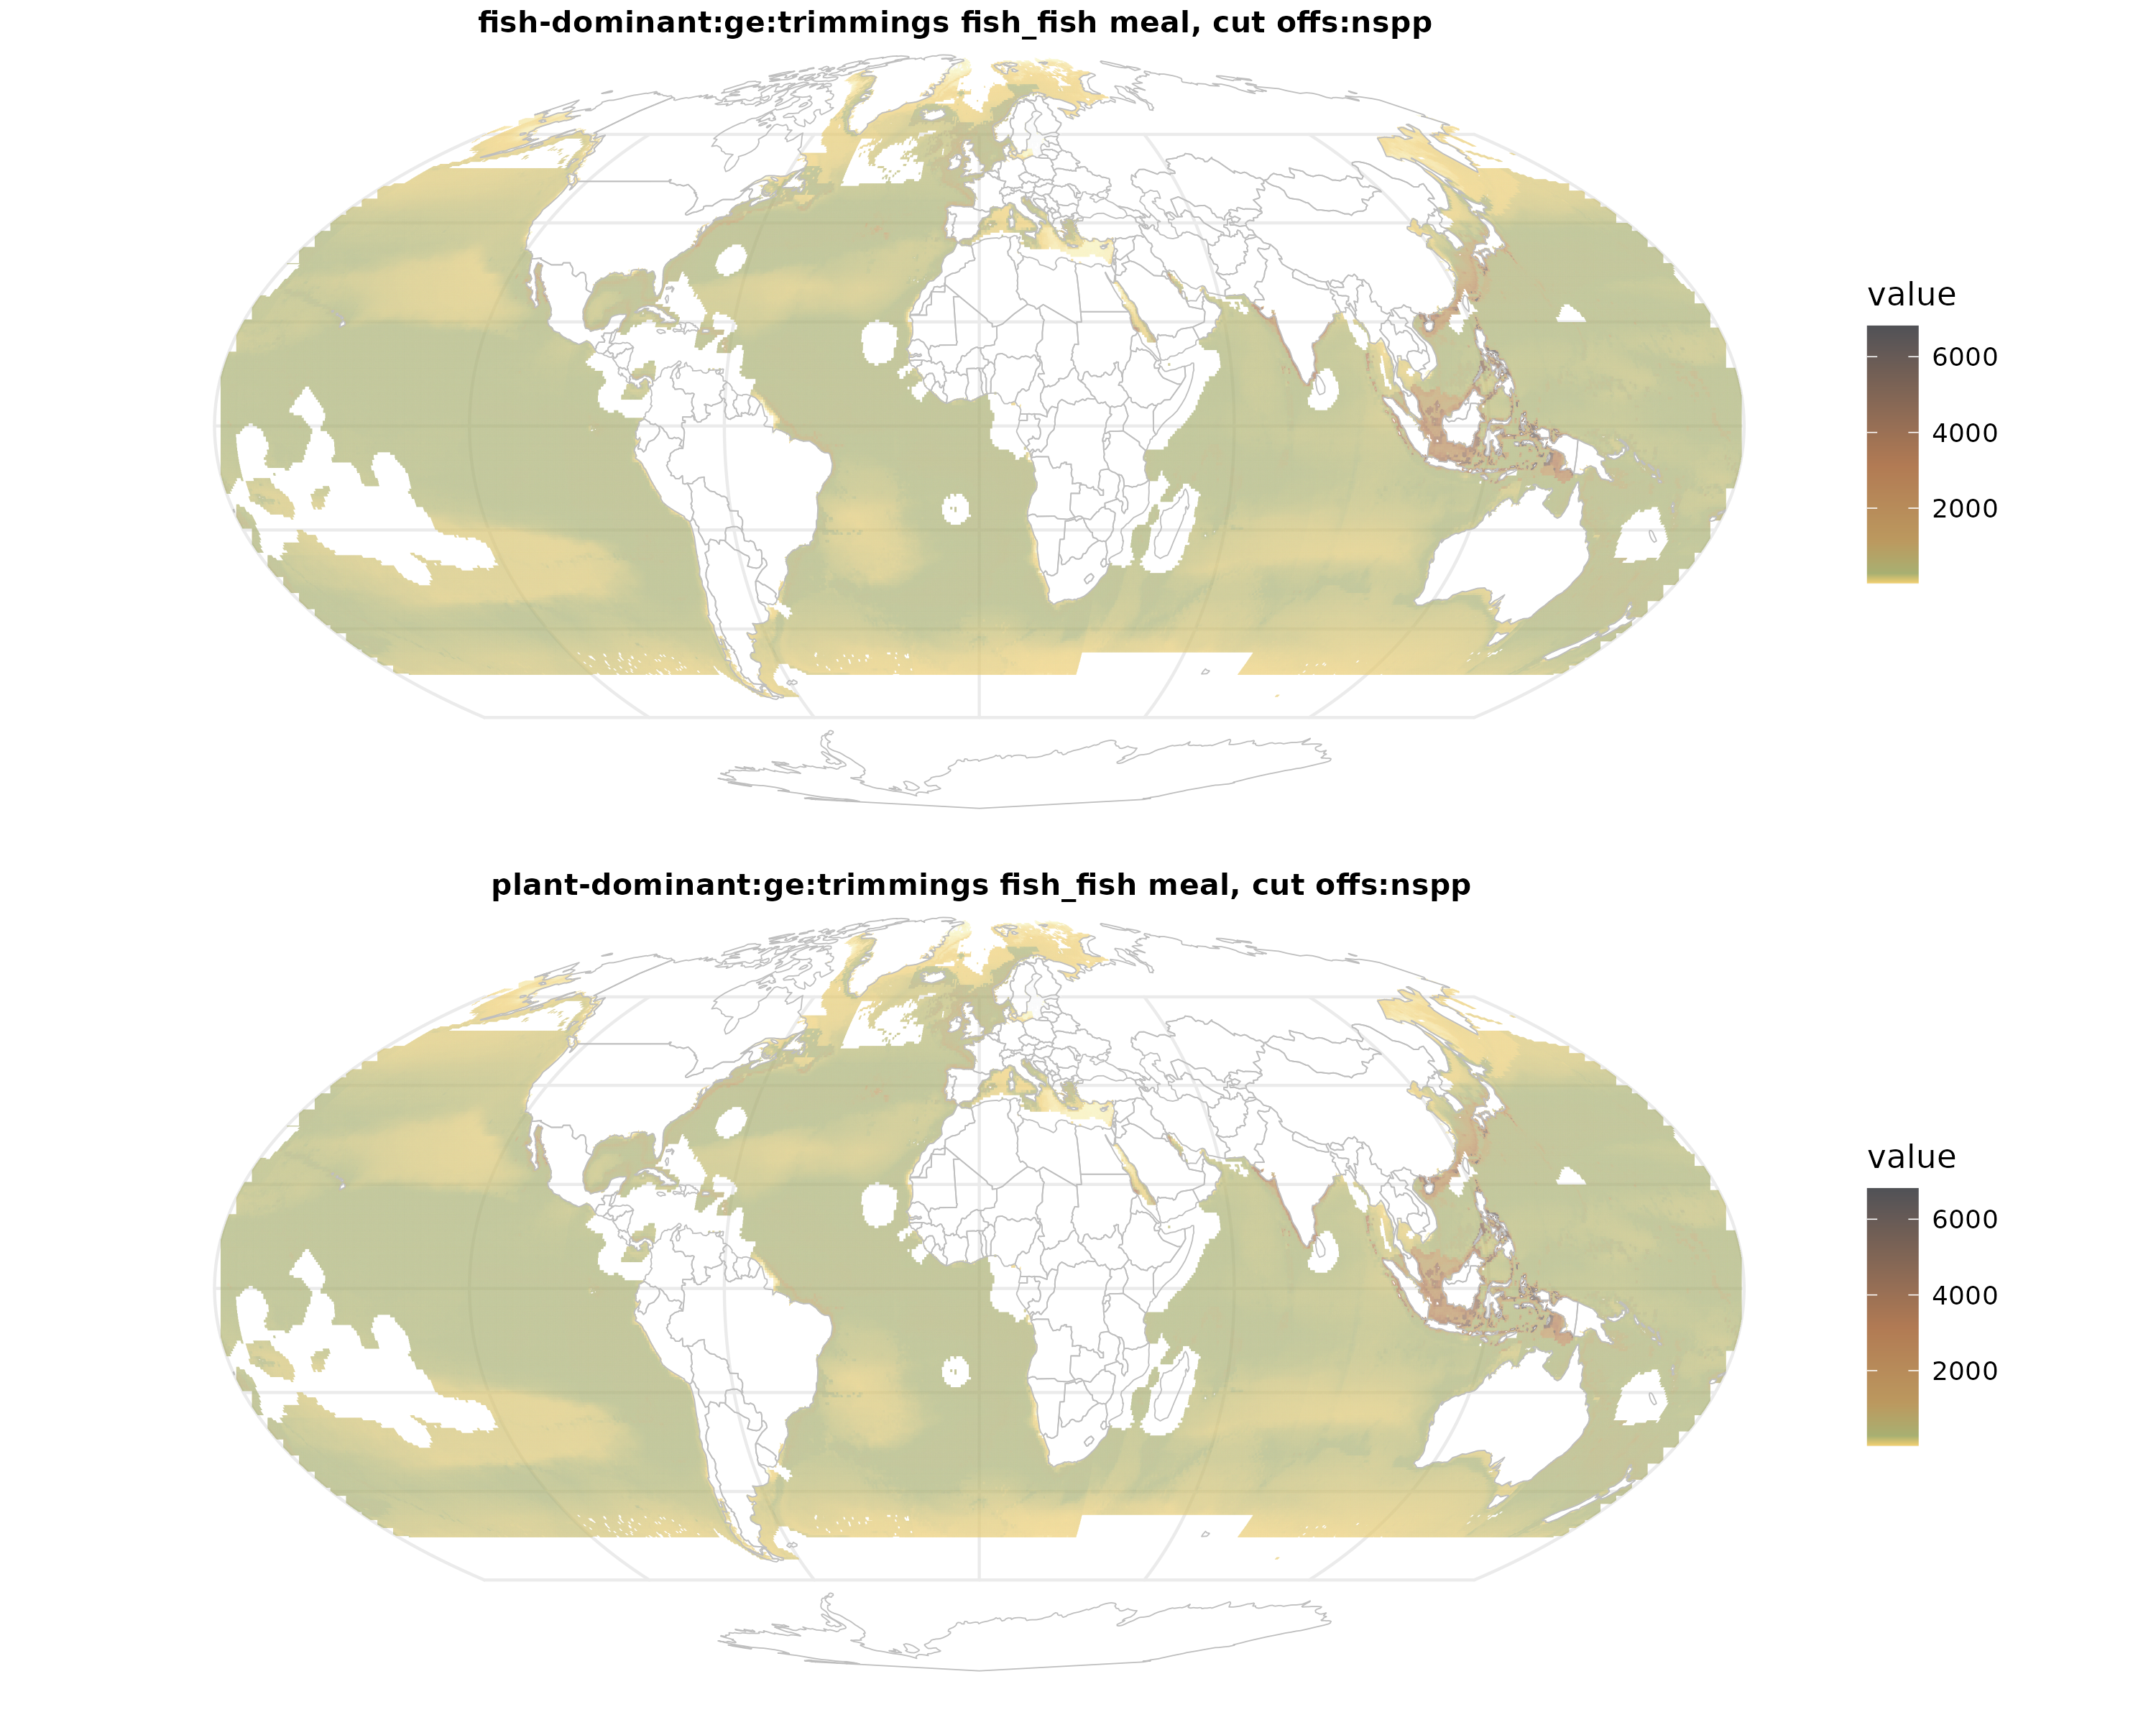 fish-dominant:ge:trimmings fish_fish meal, cut offs:nspp
value
6000
4000
2000
plant-dominant:ge:trimmings fish_fish meal, cut offs:nspp
value
6000
4000
2000